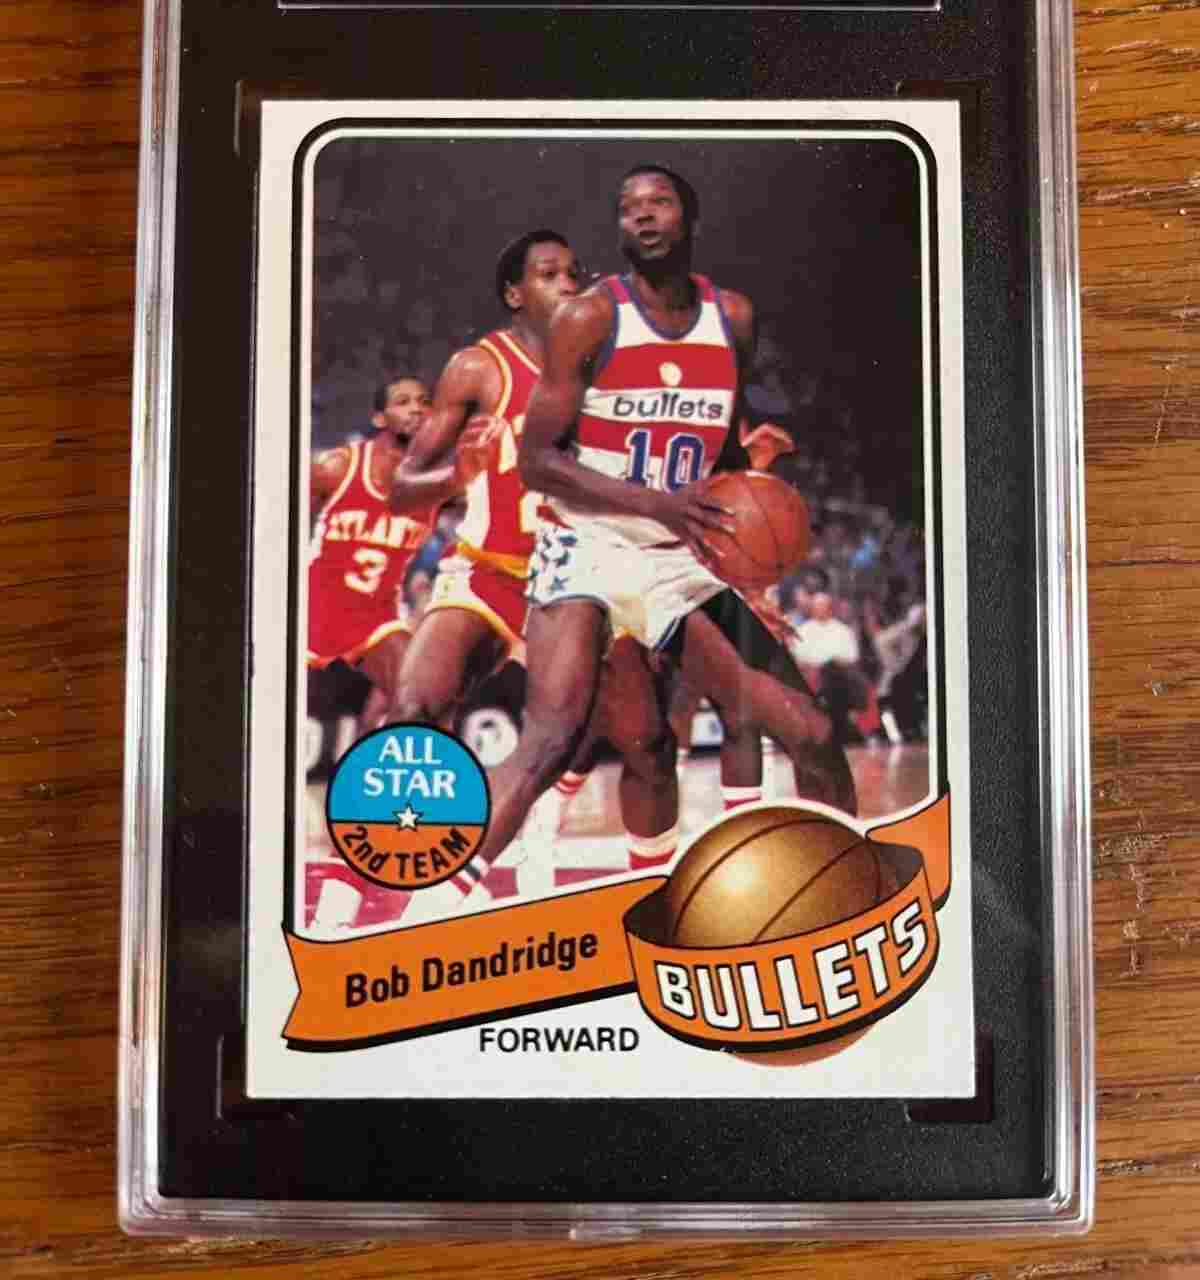 bullets
10
ATLANTA
3
ALL
STAR
2nd TEAM
Bob Dandridge
BULLETS
FORWARD